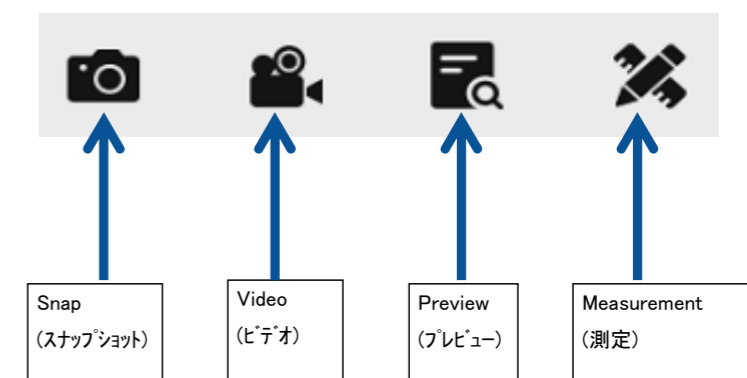 Snap
(ｽﾅｯﾌﾟｼｮｯﾄ)
Video
(ﾋﾞﾃﾞｵ)
Preview
(ﾌﾟﾚﾋﾞｭｰ)
Measurement
(測定)